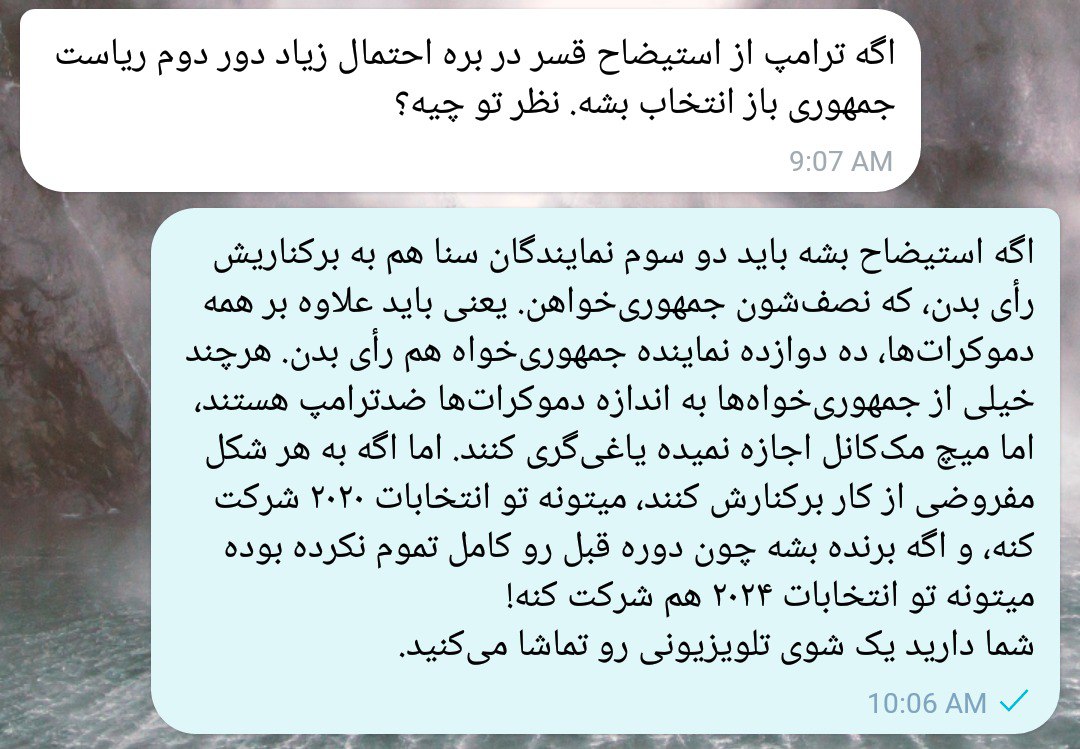 اگه ترامپ از استیضاح قسر در بره احتمال زیاد دور دوم ریاست
جمهوری باز انتخاب بشه. نظر تو چیه؟
9:07 AM
اگه استیضاح بشه باید دو سوم نمایندگان سنا هم به برکناریش
رأی بدن، که نصف‌شون جمهوری‌خواهن. یعنی باید علاوه بر همه
دموکرات‌ها، ده دوازده نماینده جمهوری‌خواه هم رأی بدن. هرچند
خیلی از جمهوری‌خواه‌ها به اندازه دموکرات‌ها ضدترامپ هستند،
اما میچ مک‌کانل اجازه نمیده یاغی‌گری کنند. اما اگه به هر شکل
مفروضی از کار برکنارش کنند، میتونه تو انتخابات ۲۰۲۰ شرکت
کنه، و اگه برنده بشه چون دوره قبل رو کامل تموم نکرده بوده
میتونه تو انتخابات ۲۰۲۴ هم شرکت کنه!
شما دارید یک شوی تلویزیونی رو تماشا می‌کنید.
10:06 AM